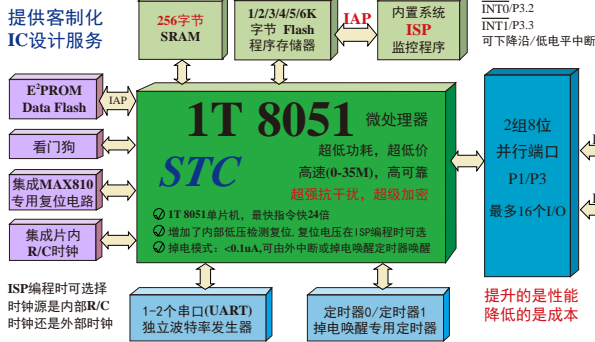 提供客制化
IC设计服务
256字节
SRAM
1/2/3/4/5/6K
字节 Flash
程序存储器
IAP
内置系统
ISP
监控程序
INT0/P3.2
INT1/P3.3
可下降沿/低电平中断
E²PROM
Data Flash
IAP
看门狗
集成MAX810
专用复位电路
集成片内
R/C时钟
1T 8051 微处理器
STC
超低功耗，超低价
高速(0-35M)，高可靠
超强抗干扰，超级加密
1T 8051单片机，最快指令快24倍
增加了内部低压检测复位,复位电压在ISP编程时可选
掉电模式：<0.1uA,可由外中断或掉电唤醒定时器唤醒
2组8位
并行端口
P1/P3
最多16个I/O
ISP编程时可选择
时钟源是内部R/C
时钟还是外部时钟
1-2个串口(UART)
独立波特率发生器
定时器0/定时器1
掉电唤醒专用定时器
提升的是性能
降低的是成本